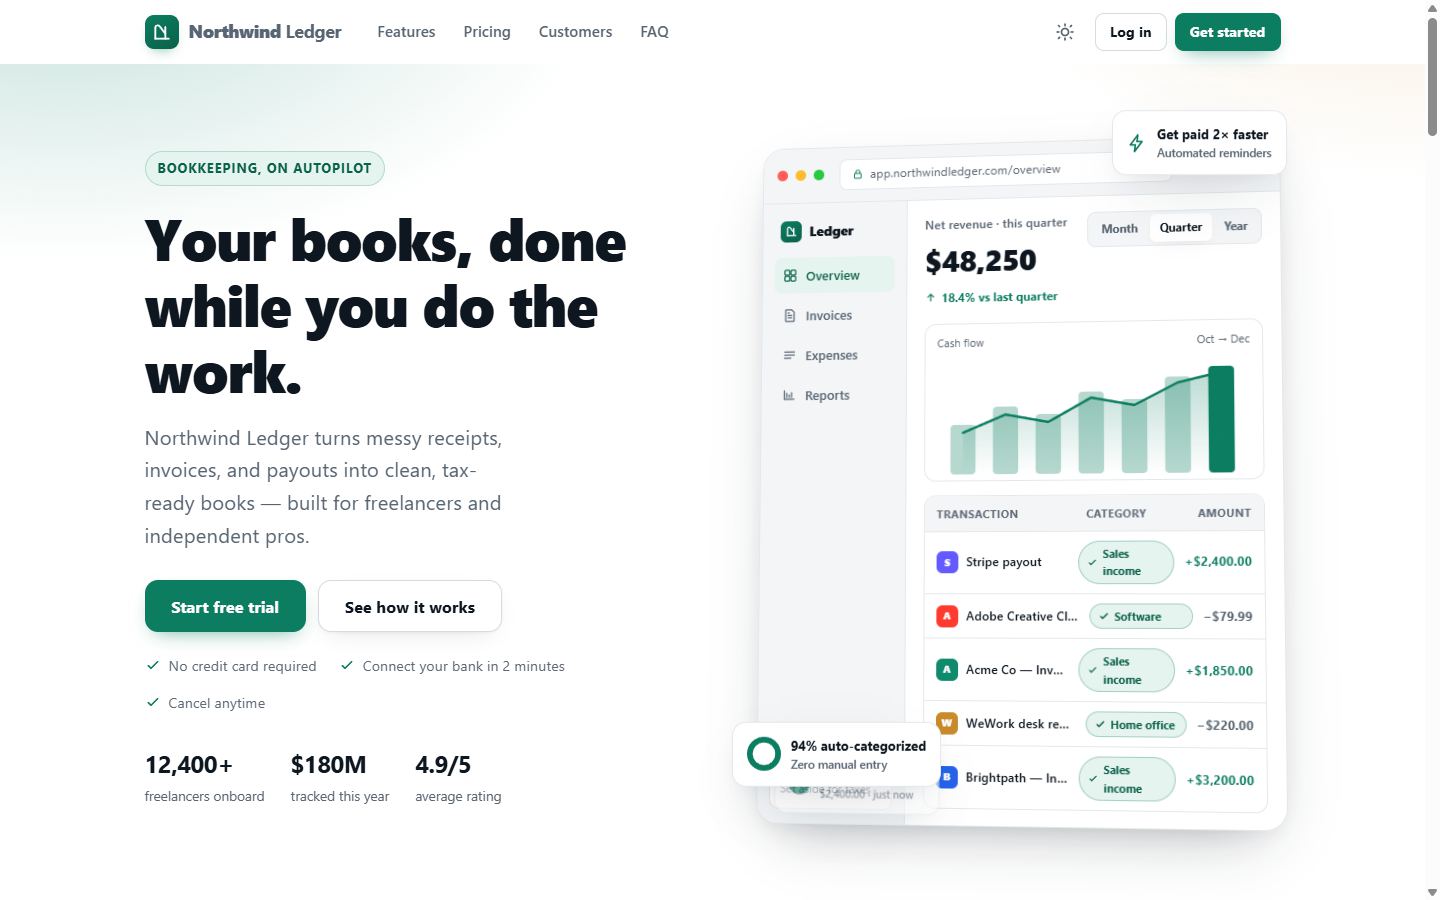 Northwind Ledger
Features
Pricing
Customers
FAQ
Log in
Get started
BOOKKEEPING, ON AUTOPILOT
Your books, done
while you do the
work.
Northwind Ledger turns messy receipts,
invoices, and payouts into clean, tax-
ready books — built for freelancers and
independent pros.
Start free trial
See how it works
No credit card required
Connect your bank in 2 minutes
Cancel anytime
12,400+
freelancers onboard
$180M
tracked this year
4.9/5
average rating
Get paid 2× faster
Automated reminders
app.northwindledger.com/overview
Ledger
Overview
Invoices
Expenses
Reports
Net revenue · this quarter
$48,250
↑ 18.4% vs last quarter
Month
Quarter
Year
Cash flow
Oct → Dec
TRANSACTION CATEGORY AMOUNT
S Stripe payout
Sales
income
+$2,400.00
A Adobe Creative Cl...
Software
−$79.99
A Acme Co — Inv...
Sales
income
+$1,850.00
W WeWork desk re...
Home office
−$220.00
B Brightpath — In...
Sales
income
+$3,200.00
94% auto-categorized
Zero manual entry
$2,400.00 · just now